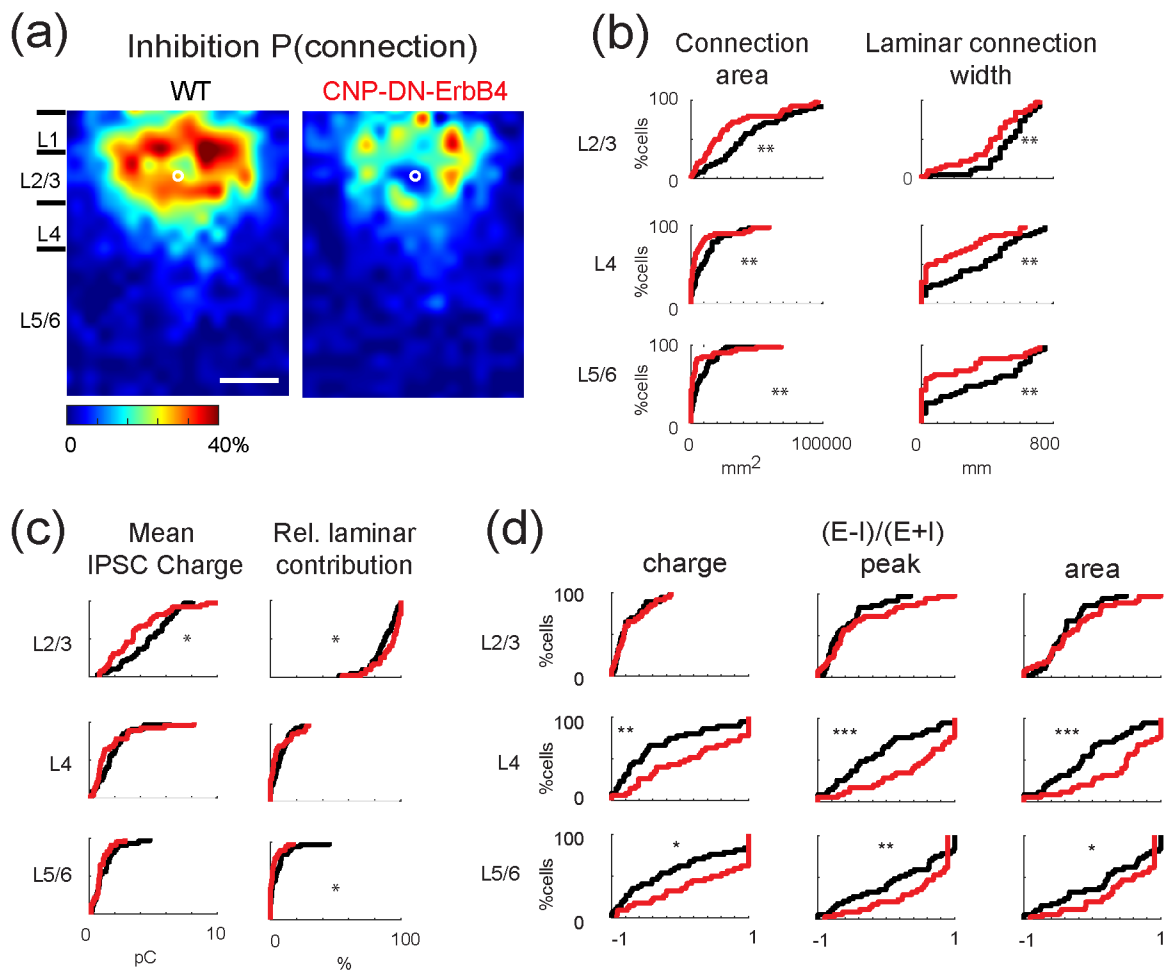 (a)
Inhibition P(connection)
WT
CNP-DN-ErbB4
L1
L2/3
L4
L5/6
0
40%
(b)
Connection
area
Laminar connection
width
L2/3
%cells
100
0
**
**
L4
%cells
100
0
**
**
L5/6
%cells
100
0
**
**
0
100000
mm²
0
800
mm
(c)
Mean
IPSC Charge
Rel. laminar
contribution
L2/3
*
*
L4
L5/6
*
0
10
pC
0
100
%
(d)
(E-I)/(E+I)
charge
peak
area
L2/3
%cells
100
0
L4
%cells
100
0
**
***
***
L5/6
%cells
100
0
*
**
*
-1
1
-1
1
-1
1